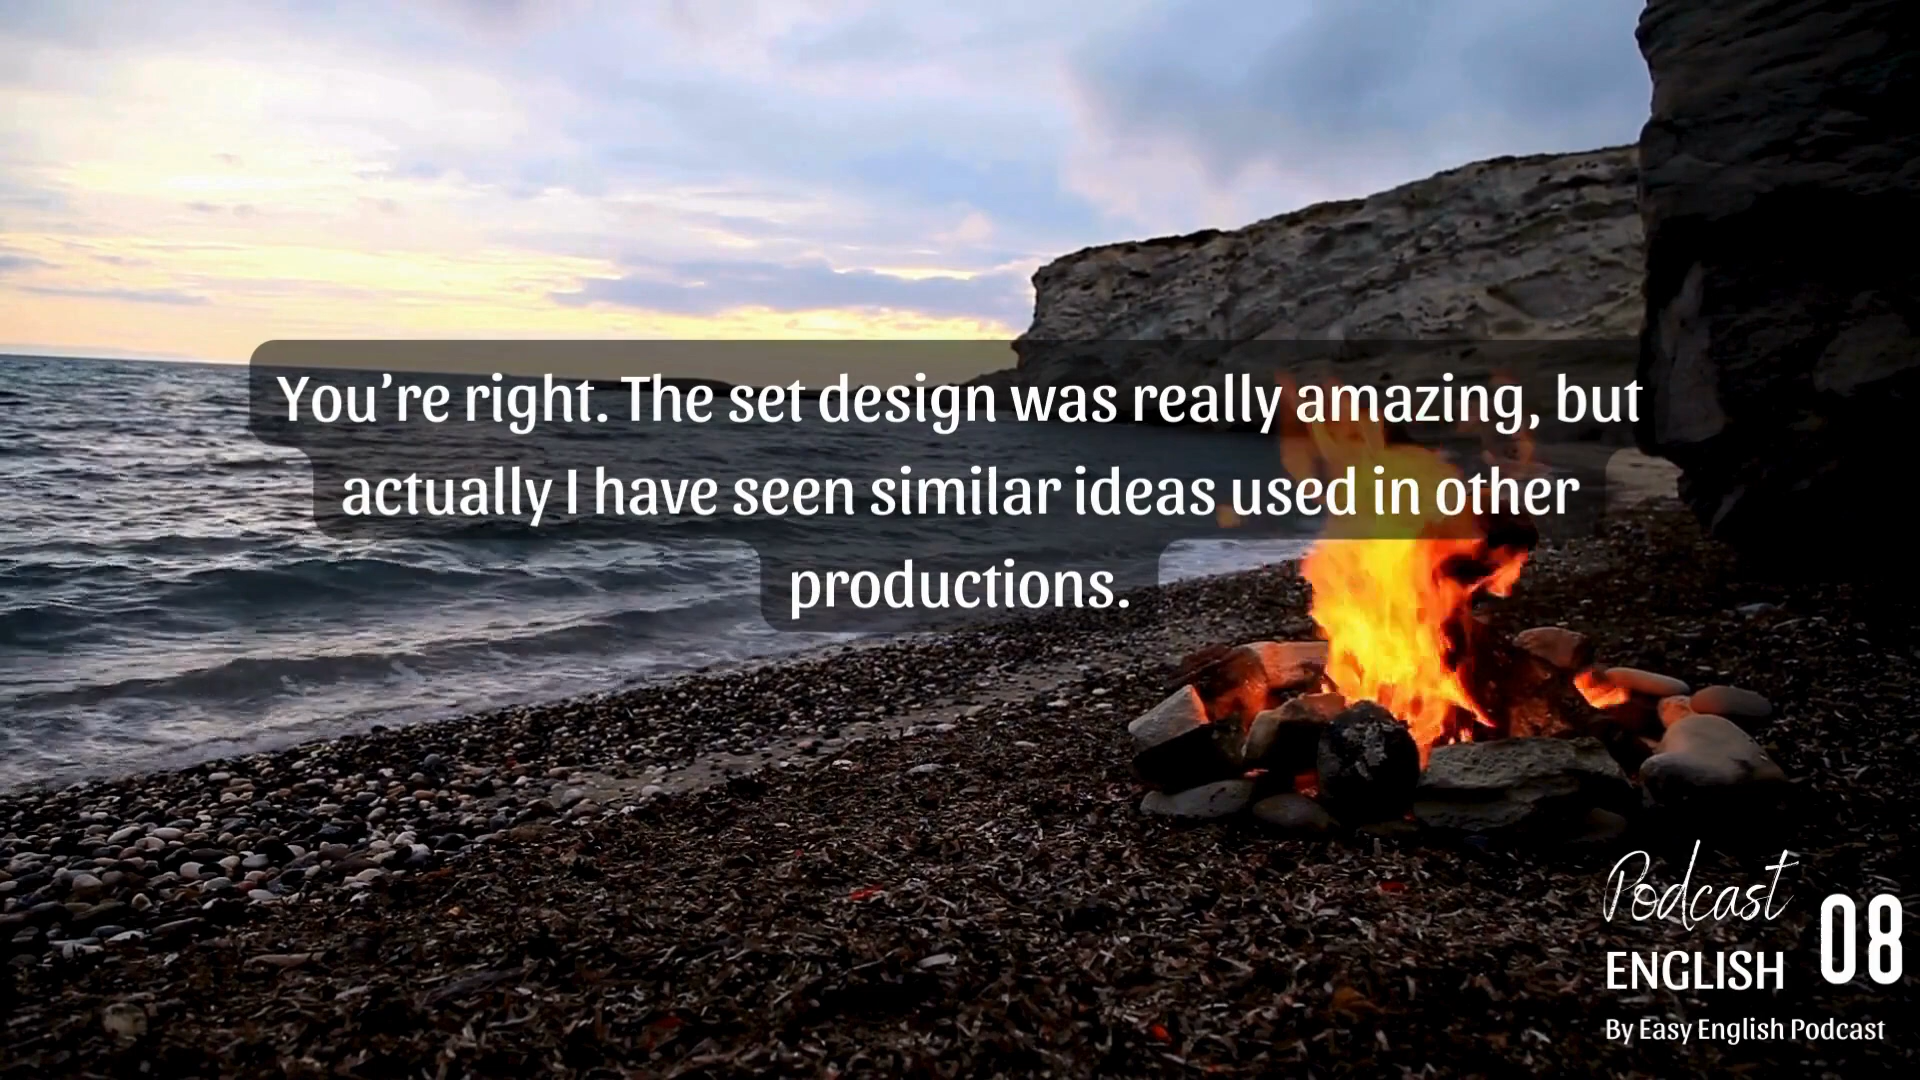 You’re right. The set design was really amazing, but
actually I have seen similar ideas used in other
productions.
Podcast
ENGLISH
08
By Easy English Podcast